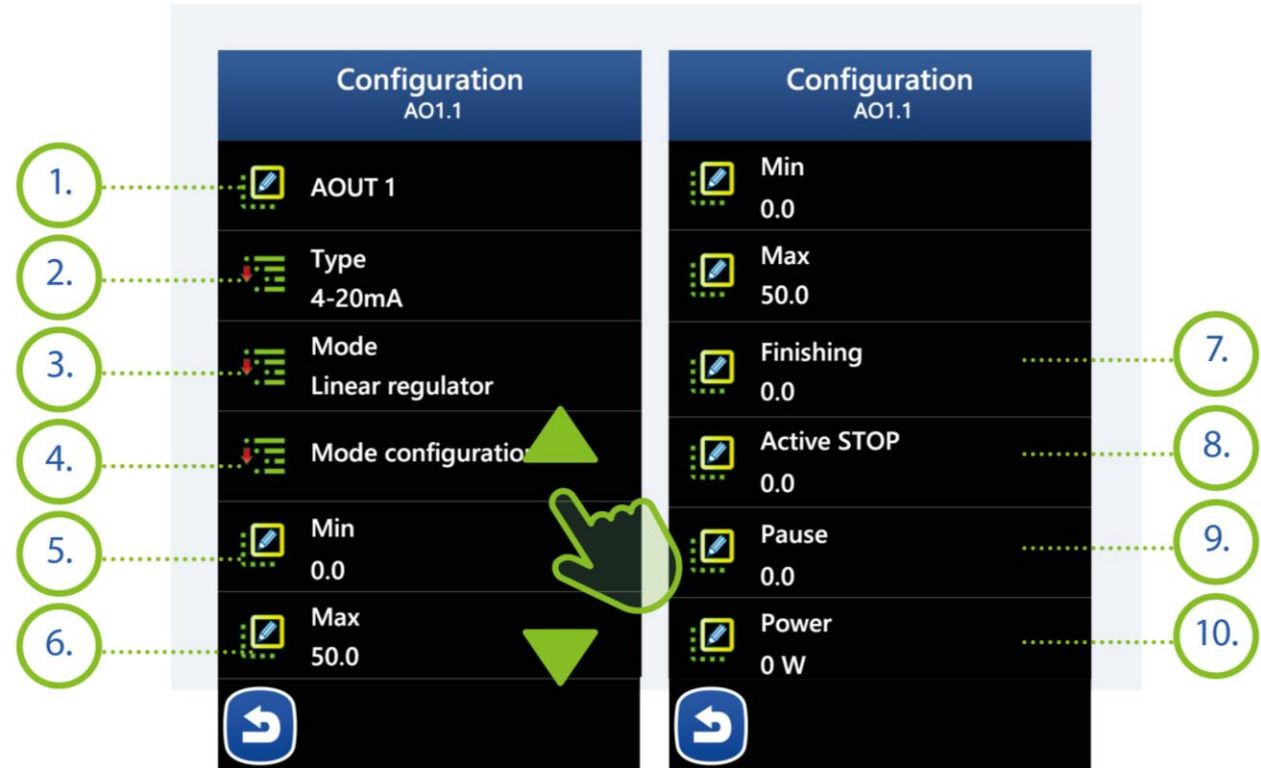 Configuration
AO1.1
1.
AOUT 1
2.
Type
4-20mA
3.
Mode
Linear regulator
4.
Mode configuration
5.
Min
0.0
6.
Max
50.0
Configuration
AO1.1
Min
0.0
Max
50.0
Finishing
0.0
7.
Active STOP
0.0
8.
Pause
0.0
9.
Power
0 W
10.